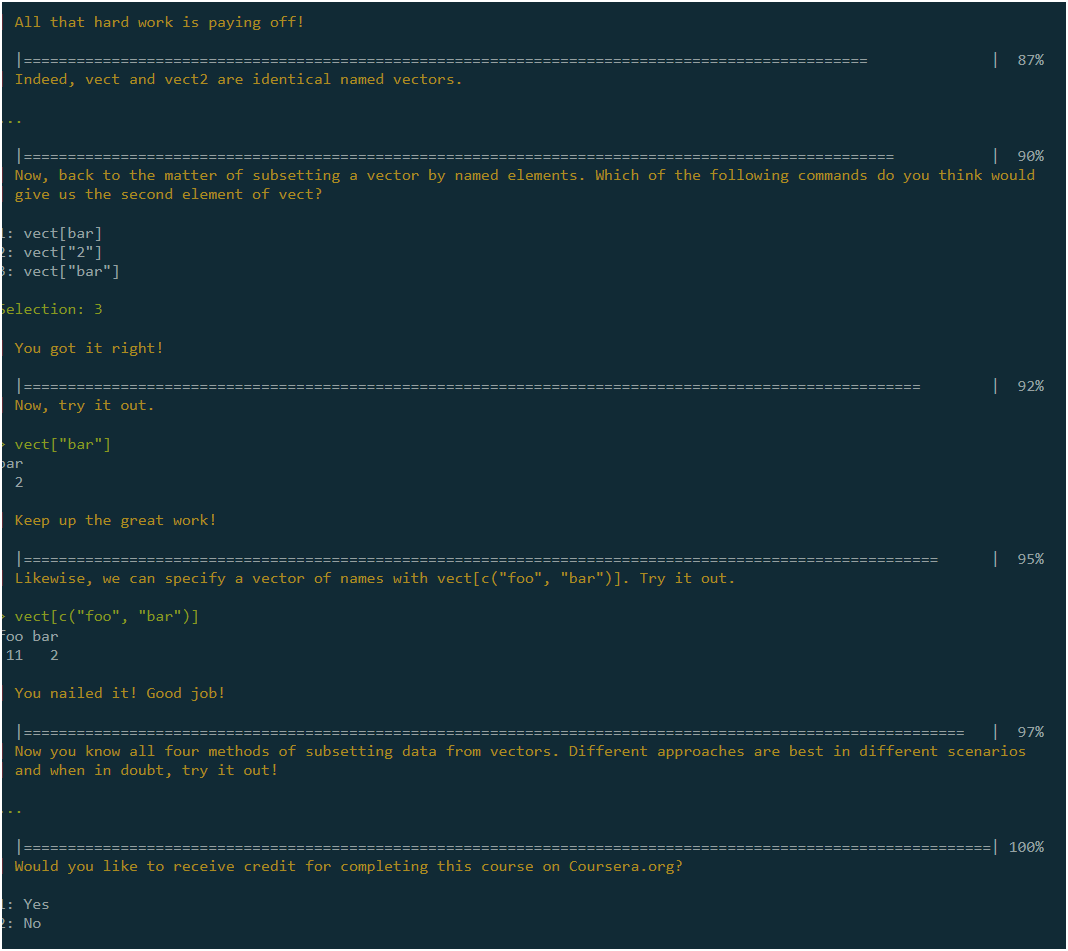 All that hard work is paying off!
|================================================================================================ | 87%
Indeed, vect and vect2 are identical named vectors.
...
|=================================================================================================== | 90%
Now, back to the matter of subsetting a vector by named elements. Which of the following commands do you think would
give us the second element of vect?
1: vect[bar]
2: vect["2"]
3: vect["bar"]
Selection: 3
You got it right!
|====================================================================================================== | 92%
Now, try it out.
> vect["bar"]
bar
2
Keep up the great work!
|======================================================================================================== | 95%
Likewise, we can specify a vector of names with vect[c("foo", "bar")]. Try it out.
> vect[c("foo", "bar")]
foo bar
11 2
You nailed it! Good job!
|=========================================================================================================== | 97%
Now you know all four methods of subsetting data from vectors. Different approaches are best in different scenarios
and when in doubt, try it out!
...
|==============================================================================================================| 100%
Would you like to receive credit for completing this course on Coursera.org?
1: Yes
2: No